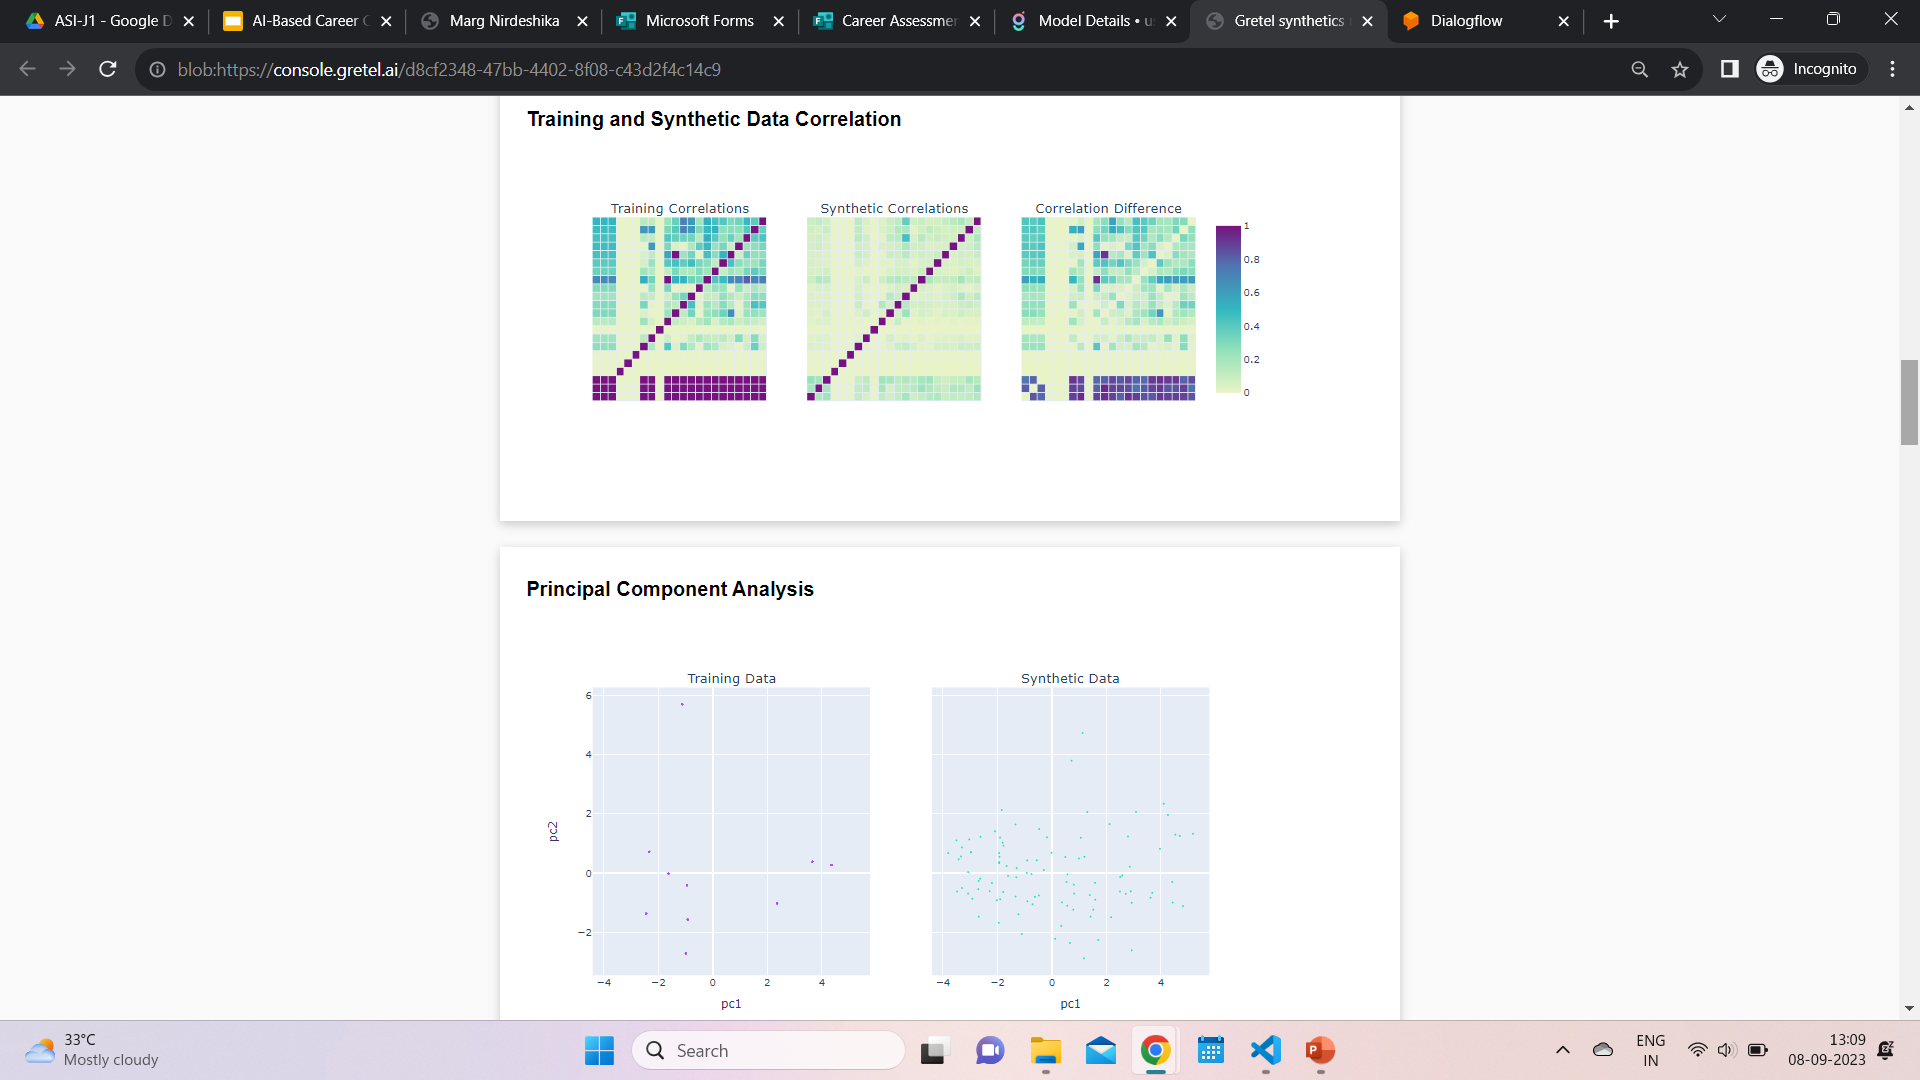 ASI-J1 - Google D
AI-Based Career C
Marg Nirdeshika
Microsoft Forms
Career Assessmen
Model Details • u
Gretel synthetics
Dialogflow
blob:https://console.gretel.ai/d8cf2348-47bb-4402-8f08-c43d2f4c14c9
Incognito
Training and Synthetic Data Correlation
Training Correlations
Synthetic Correlations
Correlation Difference
1
0.8
0.6
0.4
0.2
0
Principal Component Analysis
Training Data
Synthetic Data
6
4
2
0
−2
pc2
−4 −2 0 2 4
−4 −2 0 2 4
pc1
pc1
33°C
Mostly cloudy
Search
ENG
IN
13:09
08-09-2023